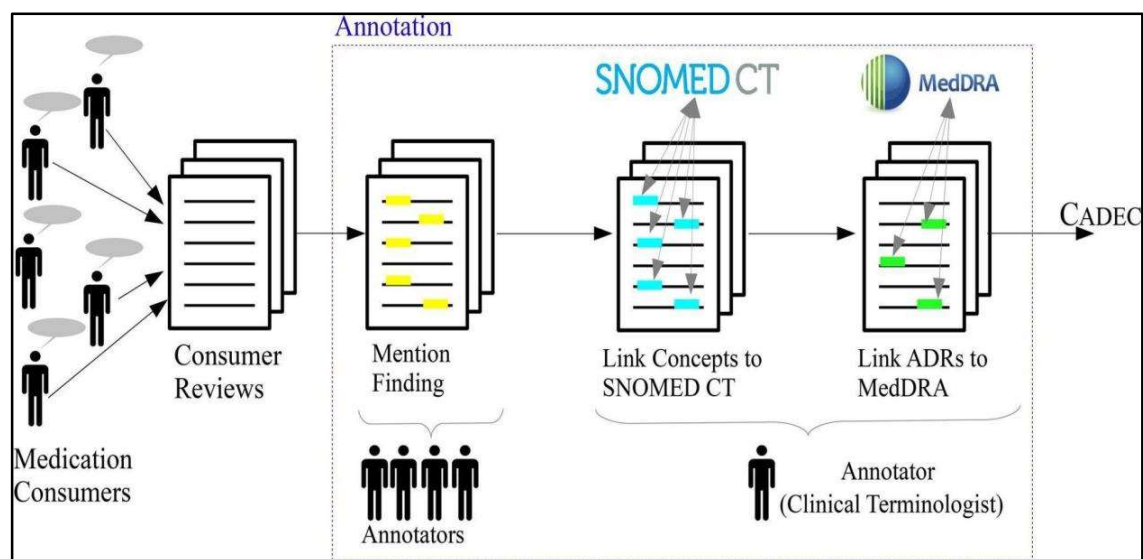 Annotation
SNOMED CT
MedDRA
CADEC
Consumer
Reviews
Mention
Finding
Link Concepts to
SNOMED CT
Link ADRs to
MedDRA
Medication
Consumers
Annotators
Annotator
(Clinical Terminologist)